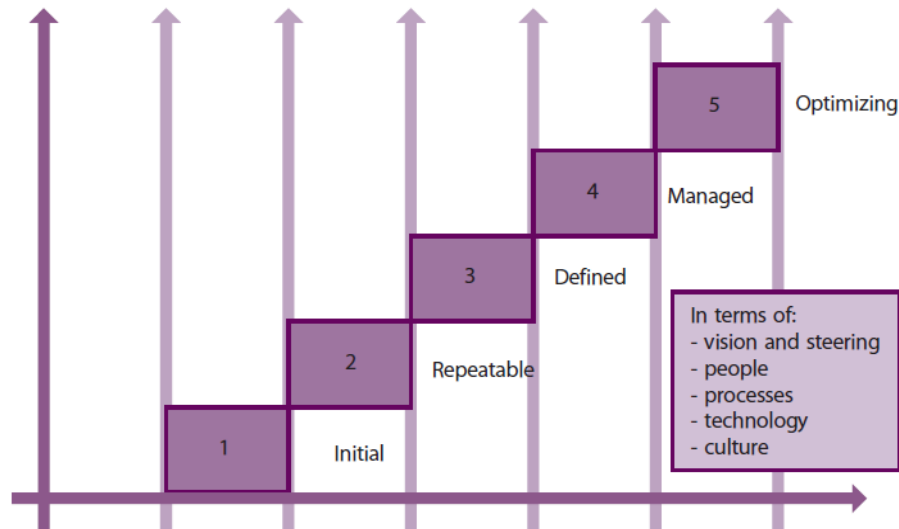 5
Optimizing
4
Managed
3
Defined
2
Repeatable
1
Initial
In terms of:
- vision and steering
- people
- processes
- technology
- culture